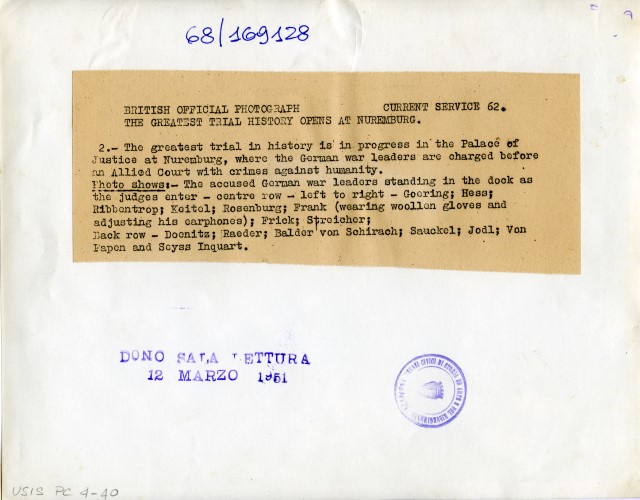 68/169128
BRITISH OFFICIAL PHOTOGRAPH CURRENT SERVICE 62.
THE GREATEST TRIAL HISTORY OPENS AT NUREMBURG.
2.- The greatest trial in history is in progress in the Palace of
Justice at Nuremburg, where the German war leaders are charged before
an Allied Court with crimes against humanity.
Photo shows:- The accused German war leaders standing in the dock as
the judges enter - centre row - left to right - Goering; Hess;
Ribbentrop; Keitel; Rosenburg; Frank (wearing woollen gloves and
adjusting his earphones); Frick; Streicher;
Back row - Doenitz; Raeder; Balder von Schirach; Sauckel; Jodl; Von
Papen and Seyss Inquart.
DONO SALA LETTURA
12 MARZO 1951
USIS PC 4-40